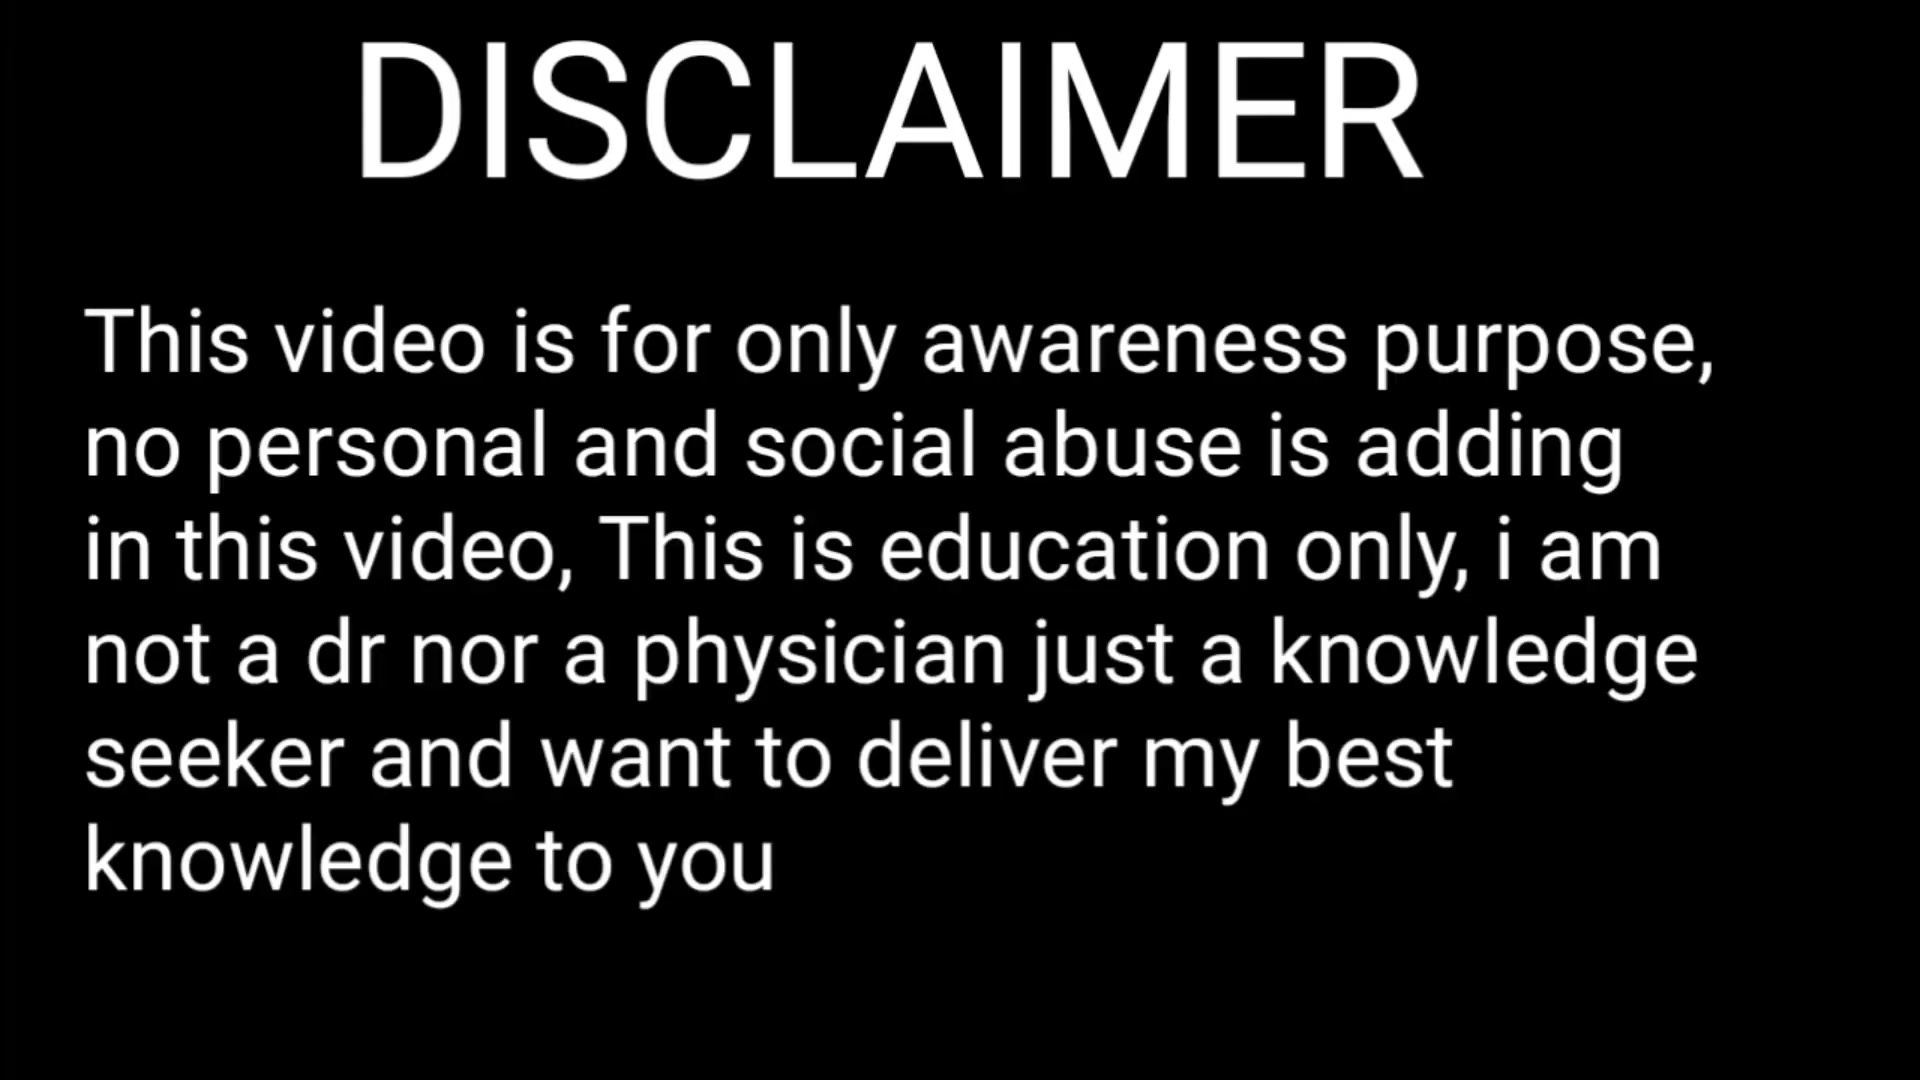 DISCLAIMER
This video is for only awareness purpose,
no personal and social abuse is adding
in this video, This is education only, i am
not a dr nor a physician just a knowledge
seeker and want to deliver my best
knowledge to you